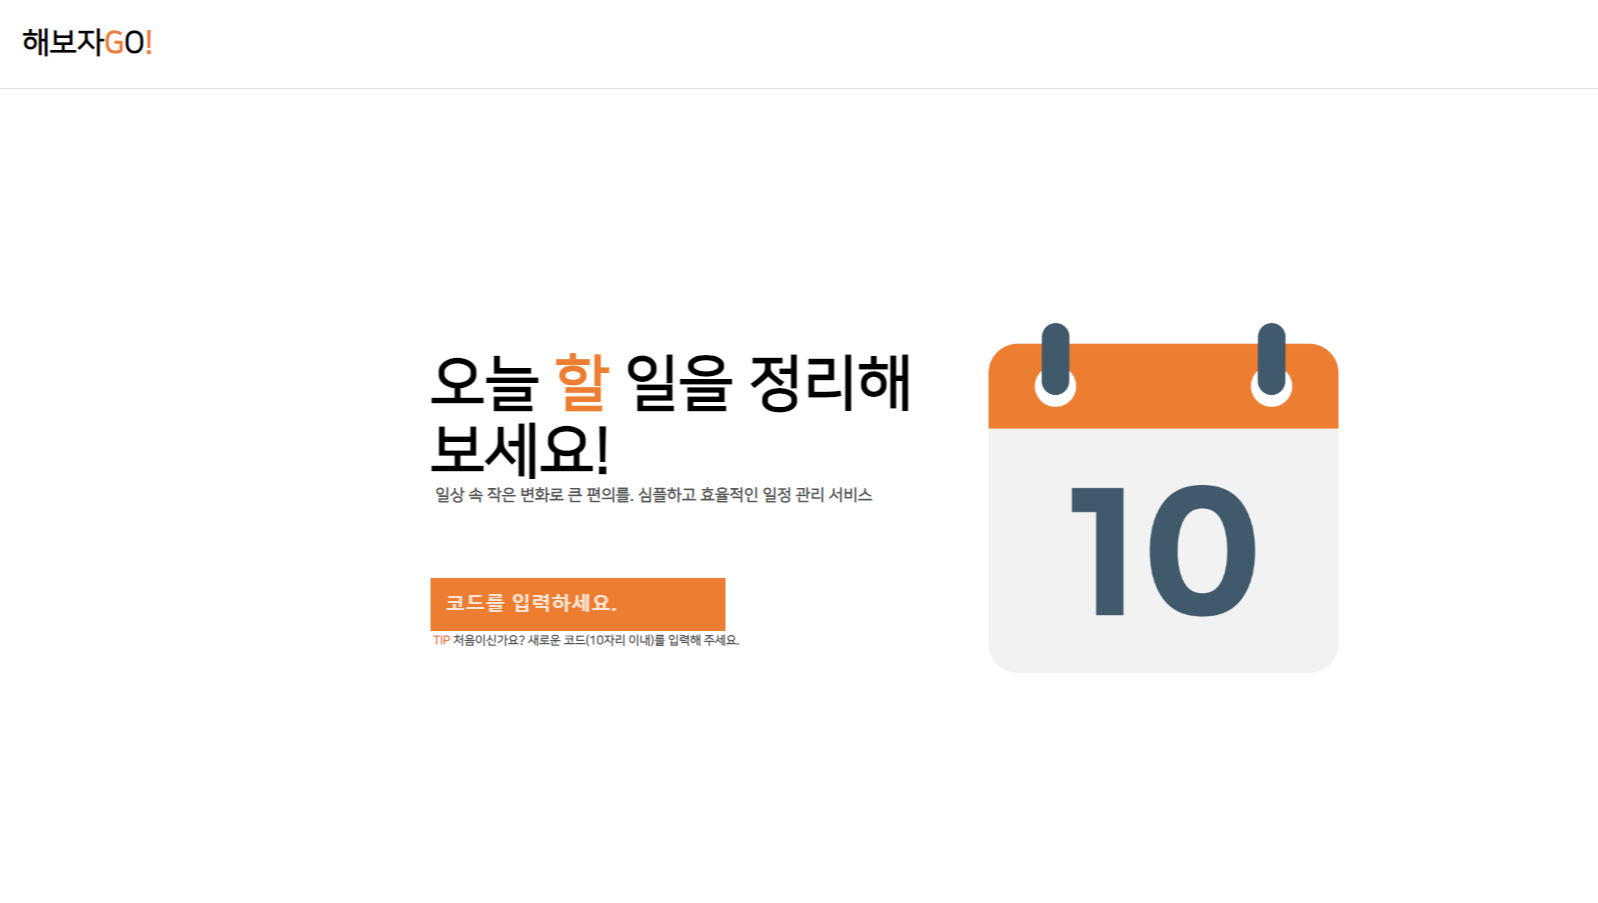 해보자GO!
오늘 할 일을 정리해
보세요!
일상 속 작은 변화로 큰 편의를. 심플하고 효율적인 일정 관리 서비스
코드를 입력하세요.
TIP 처음이신가요? 새로운 코드(10자리 이내)를 입력해 주세요.
10